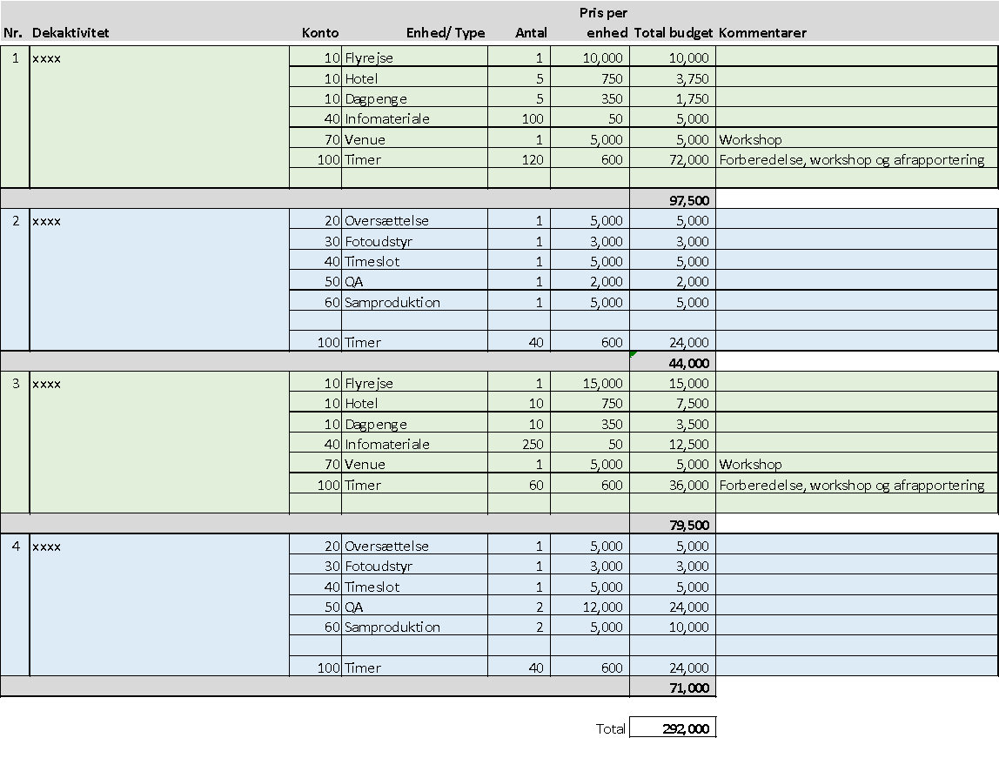 Pris per
Nr. Dekaktivitet Konto Enhed/ Type Antal enhed Total budget Kommentarer
1 xxxx 10 Flyrejse 1 10,000 10,000
10 Hotel 5 750 3,750
10 Dagpenge 5 350 1,750
40 Infomateriale 100 50 5,000
70 Venue 1 5,000 5,000 Workshop
100 Timer 120 600 72,000 Forberedelse, workshop og afrapportering
97,500
2 xxxx 20 Oversættelse 1 5,000 5,000
30 Fotoudstyr 1 3,000 3,000
40 Timeslot 1 5,000 5,000
50 QA 1 2,000 2,000
60 Samproduktion 1 5,000 5,000
100 Timer 40 600 24,000
44,000
3 xxxx 10 Flyrejse 1 15,000 15,000
10 Hotel 10 750 7,500
10 Dagpenge 10 350 3,500
40 Infomateriale 250 50 12,500
70 Venue 1 5,000 5,000 Workshop
100 Timer 60 600 36,000 Forberedelse, workshop og afrapportering
79,500
4 xxxx 20 Oversættelse 1 5,000 5,000
30 Fotoudstyr 1 3,000 3,000
40 Timeslot 1 5,000 5,000
50 QA 2 12,000 24,000
60 Samproduktion 2 5,000 10,000
100 Timer 40 600 24,000
71,000
Total 292,000